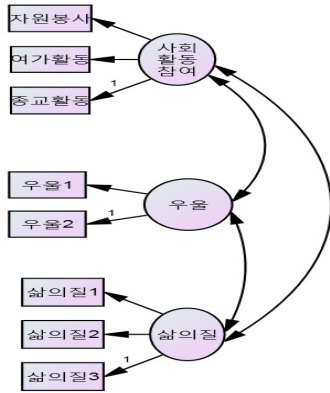 자원봉사
여가활동
종교활동
1
사회
활동
참여
우울1
우울2
1
우울
삶의질1
삶의질2
삶의질3
1
삶의질